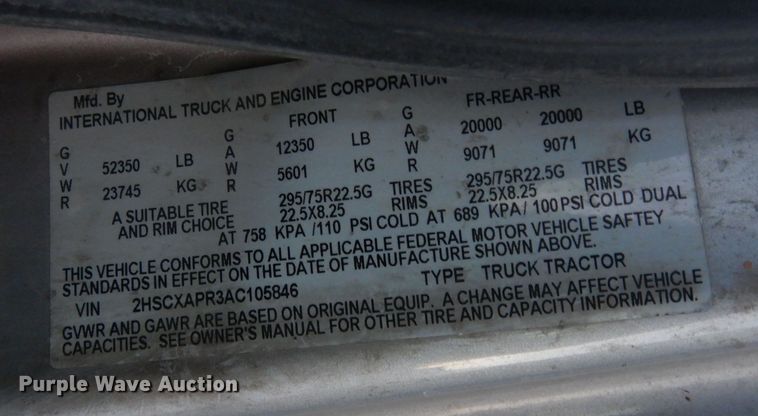 Mfd. By
INTERNATIONAL TRUCK AND ENGINE CORPORATION
G V W R 52350 LB 23745 KG
G A W R FRONT 12350 LB 5601 KG
G A W R FR-REAR-RR 20000 20000 LB 9071 9071 KG
A SUITABLE TIRE 295/75R22.5G TIRES 295/75R22.5G TIRES
AND RIM CHOICE 22.5X8.25 RIMS 22.5X8.25 RIMS
AT 758 KPA /110 PSI COLD AT 689 KPA/ 100 PSI COLD DUAL
THIS VEHICLE CONFORMS TO ALL APPLICABLE FEDERAL MOTOR VEHICLE SAFTEY
STANDARDS IN EFFECT ON THE DATE OF MANUFACTURE SHOWN ABOVE.
VIN 2HSCXAPR3AC105846 TYPE TRUCK TRACTOR
GVWR AND GAWR ARE BASED ON ORIGINAL EQUIP. A CHANGE MAY AFFECT VEHICLE
CAPACITIES. SEE OWNER'S MANUAL FOR OTHER TIRE AND CAPACITY INFORMATION.
Purple Wave Auction